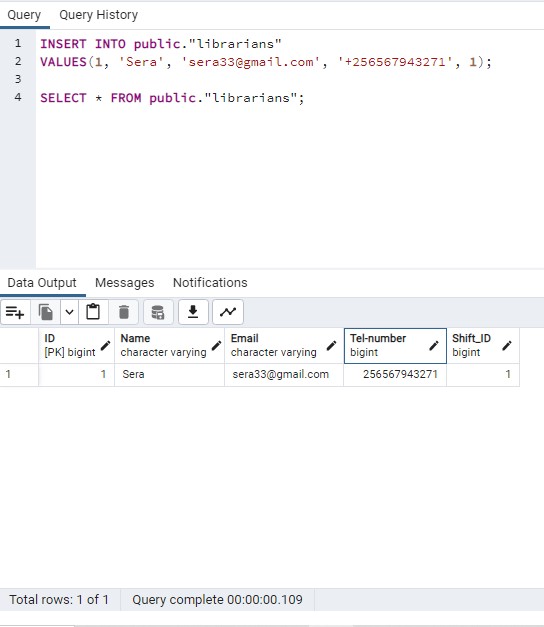 Query Query History
1 INSERT INTO public."librarians"
2 VALUES(1, 'Sera', 'sera33@gmail.com', '+256567943271', 1);
3
4 SELECT * FROM public."librarians";
Data Output Messages Notifications
ID Name Email Tel-number Shift_ID
[PK] bigint character varying character varying bigint bigint
1 1 Sera sera33@gmail.com 256567943271 1
Total rows: 1 of 1 Query complete 00:00:00.109